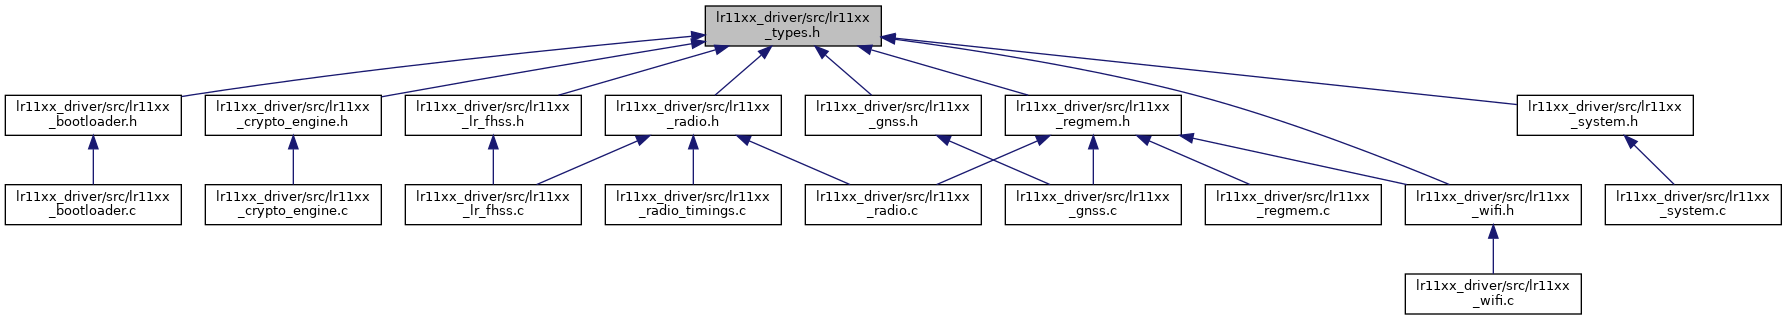 lr11xx_driver/src/lr11xx
_types.h
lr11xx_driver/src/lr11xx
_bootloader.h
lr11xx_driver/src/lr11xx
_crypto_engine.h
lr11xx_driver/src/lr11xx
_lr_fhss.h
lr11xx_driver/src/lr11xx
_radio.h
lr11xx_driver/src/lr11xx
_gnss.h
lr11xx_driver/src/lr11xx
_regmem.h
lr11xx_driver/src/lr11xx
_system.h
lr11xx_driver/src/lr11xx
_bootloader.c
lr11xx_driver/src/lr11xx
_crypto_engine.c
lr11xx_driver/src/lr11xx
_lr_fhss.c
lr11xx_driver/src/lr11xx
_radio_timings.c
lr11xx_driver/src/lr11xx
_radio.c
lr11xx_driver/src/lr11xx
_gnss.c
lr11xx_driver/src/lr11xx
_regmem.c
lr11xx_driver/src/lr11xx
_wifi.h
lr11xx_driver/src/lr11xx
_system.c
lr11xx_driver/src/lr11xx
_wifi.c